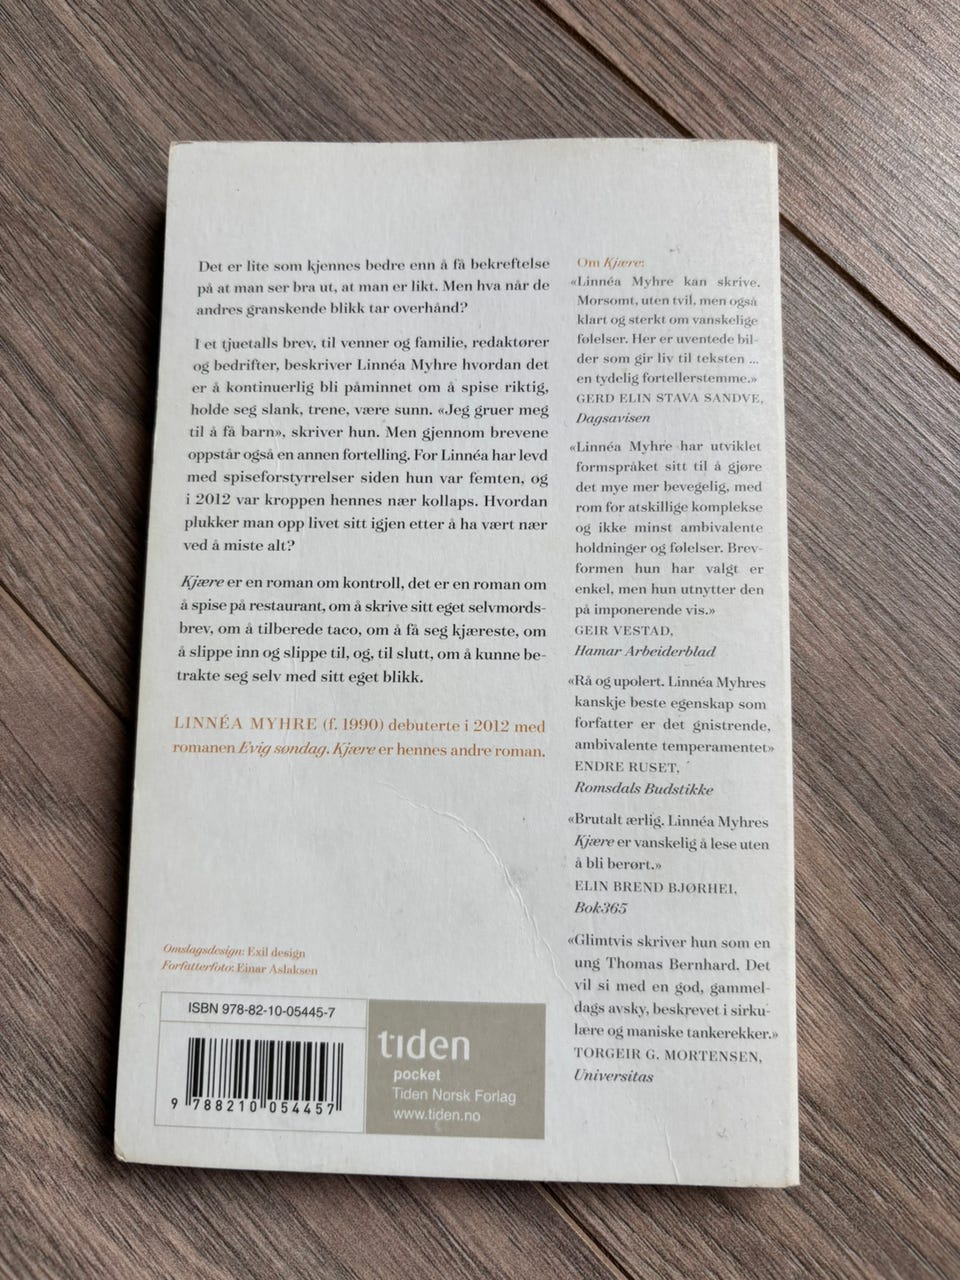 Det er lite som kjennes bedre enn å få bekreftelse
på at man ser bra ut, at man er likt. Men hva når de
andres granskende blikk tar overhånd?
I et tjuetalls brev, til venner og familie, redaktører
og bedrifter, beskriver Linnéa Myhre hvordan det
er å kontinuerlig bli påminnet om å spise riktig,
holde seg slank, trene, være sunn. «Jeg gruer meg
til å få barn», skriver hun. Men gjennom brevene
oppstår også en annen fortelling. For Linnéa har levd
med spiseforstyrrelser siden hun var femten, og
i 2012 var kroppen hennes nær kollaps. Hvordan
plukker man opp livet sitt igjen etter å ha vært nær
ved å miste alt?
Kjære er en roman om kontroll, det er en roman om
å spise på restaurant, om å skrive sitt eget selvmords-
brev, om å tilberede taco, om å få seg kjæreste, om
å slippe inn og slippe til, og, til slutt, om å kunne be-
trakte seg selv med sitt eget blikk.
LINNÉA MYHRE (f. 1990) debuterte i 2012 med
romanen Evig søndag. Kjære er hennes andre roman.
Omslagsdesign: Exil design
Forfatterfoto: Einar Aslaksen
ISBN 978-82-10-05445-7
9 788210 054457
tiden
pocket
Tiden Norsk Forlag
www.tiden.no
Om Kjære:
«Linnéa Myhre kan skrive.
Morsomt, uten tvil, men også
klart og sterkt om vanskelige
følelser. Her er uventede bil-
der som gir liv til teksten ...
en tydelig fortellerstemme.»
GERD ELIN STAVA SANDVE,
Dagsavisen
«Linnéa Myhre har utviklet
formspråket sitt til å gjøre
det mye mer bevegelig, med
rom for atskillige komplekse
og ikke minst ambivalente
holdninger og følelser. Brev-
formen hun har valgt er
enkel, men hun utnytter den
på imponerende vis.»
GEIR VESTAD,
Hamar Arbeiderblad
«Rå og upolert. Linnéa Myhres
kanskje beste egenskap som
forfatter er det gnistrende,
ambivalente temperamentet»
ENDRE RUSET,
Romsdals Budstikke
«Brutalt ærlig. Linnéa Myhres
Kjære er vanskelig å lese uten
å bli berørt.»
ELIN BREND BJØRHEI,
Bok365
«Glimtvis skriver hun som en
ung Thomas Bernhard. Det
vil si med en god, gammel-
dags avsky, beskrevet i sirku-
lære og maniske tankerekker.»
TORGEIR G. MORTENSEN,
Universitas